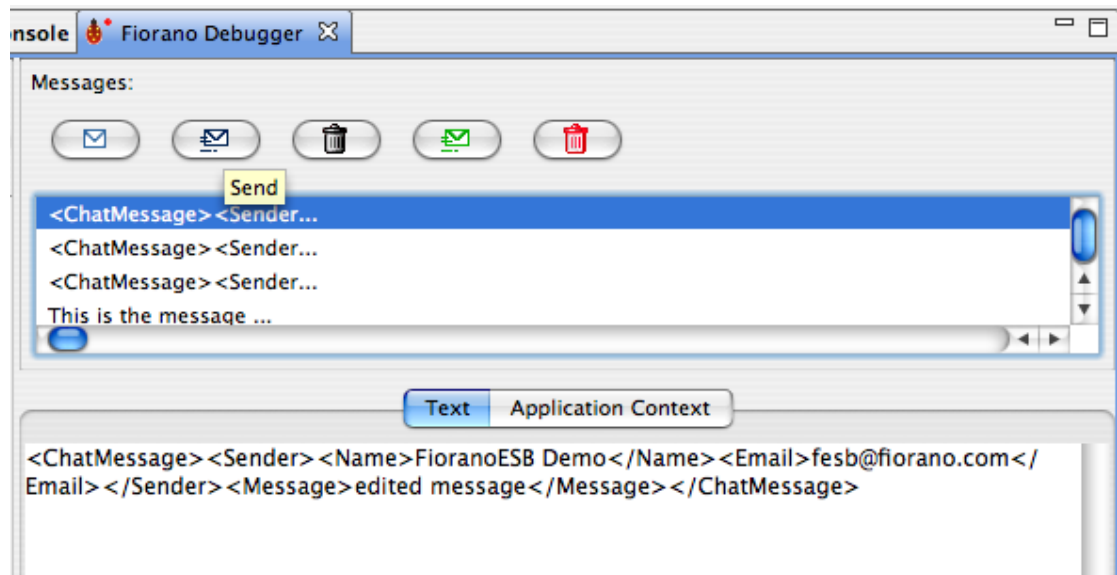 nsole Fiorano Debugger
Messages:
Send
<ChatMessage><Sender...
<ChatMessage><Sender...
<ChatMessage><Sender...
This is the message ...
Text Application Context
<ChatMessage><Sender><Name>FioranoESB Demo</Name><Email>fesb@fiorano.com</
Email></Sender><Message>edited message</Message></ChatMessage>